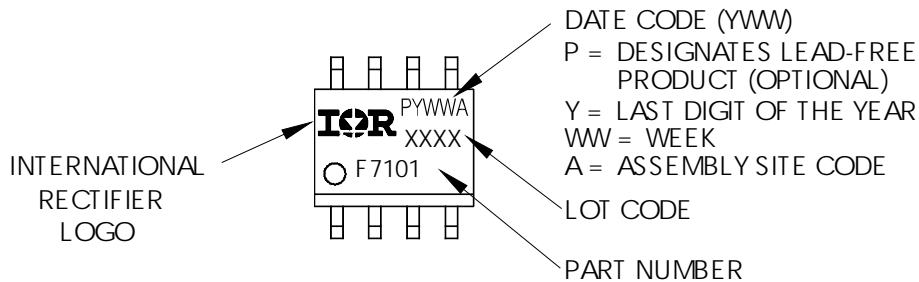 DATE CODE (YWW)
P = DESIGNATES LEAD-FREE
PRODUCT (OPTIONAL)
Y = LAST DIGIT OF THE YEAR
WW = WEEK
A = ASSEMBLY SITE CODE
LOT CODE
PART NUMBER
INTERNATIONAL
RECTIFIER
LOGO
IOR
PYWWA
XXXX
F7101